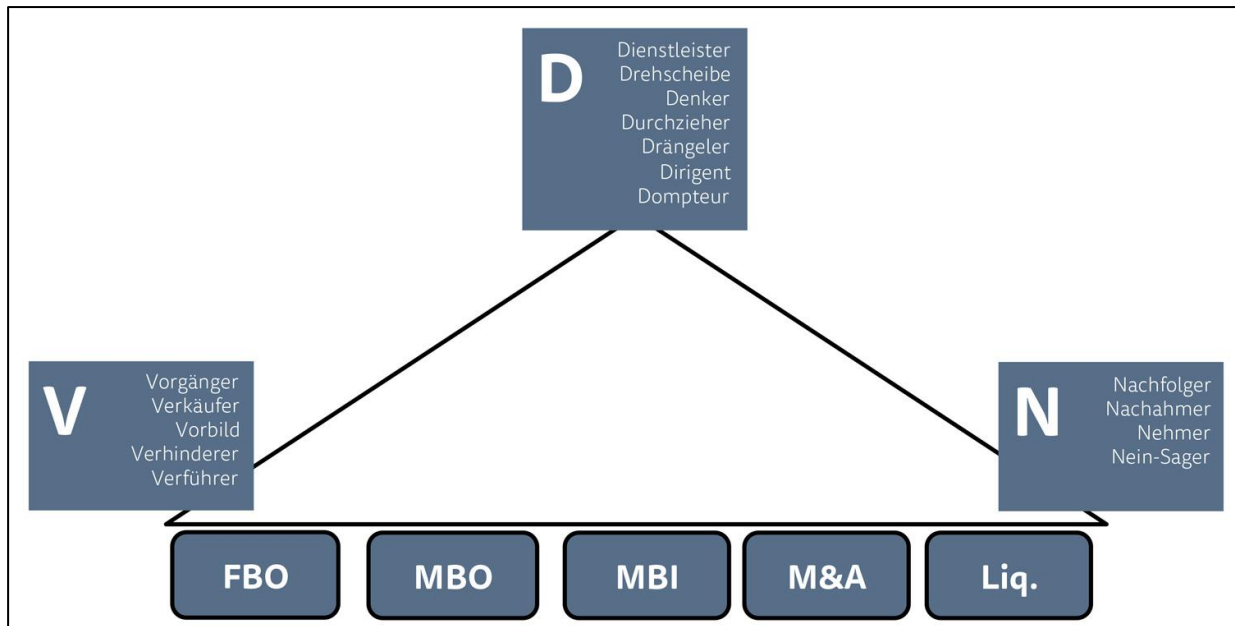 D
Dienstleister
Drehscheibe
Denker
Durchzieher
Drängeler
Dirigent
Dompteur
V
Vorgänger
Verkäufer
Vorbild
Verhinderer
Verführer
N
Nachfolger
Nachahmer
Nehmer
Nein-Sager
FBO
MBO
MBI
M&A
Liq.